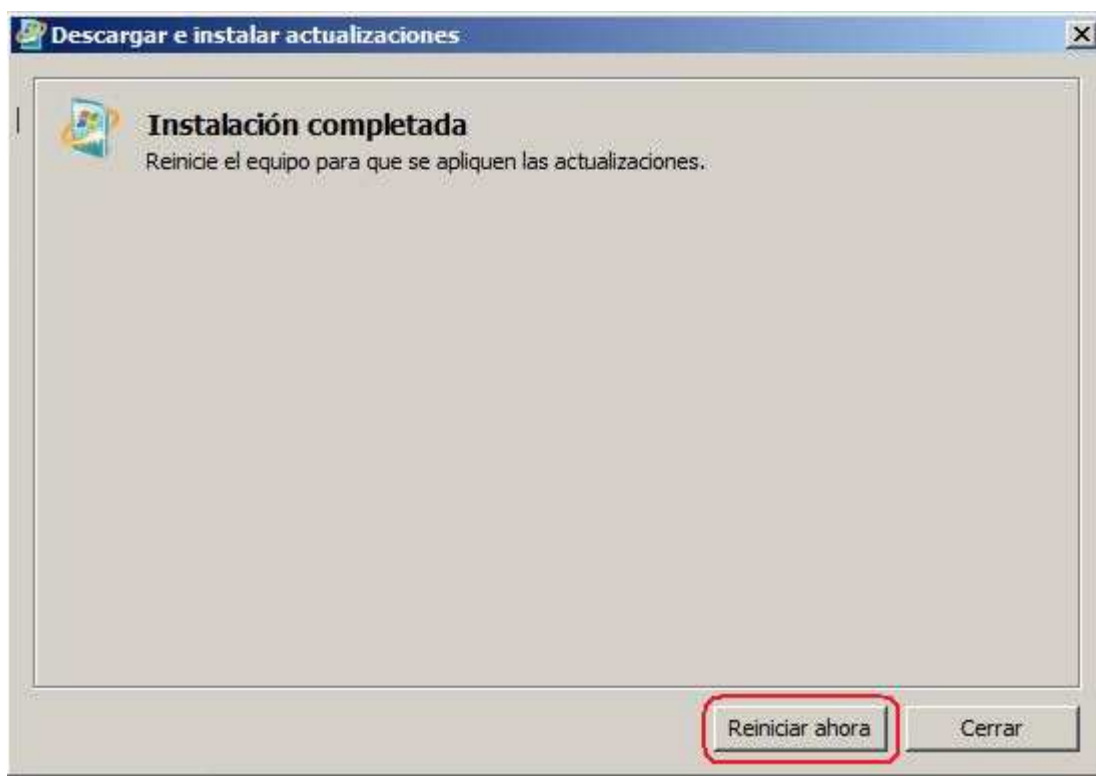 Descargar e instalar actualizaciones
Instalación completada
Reinicie el equipo para que se apliquen las actualizaciones.
Reiniciar ahora
Cerrar